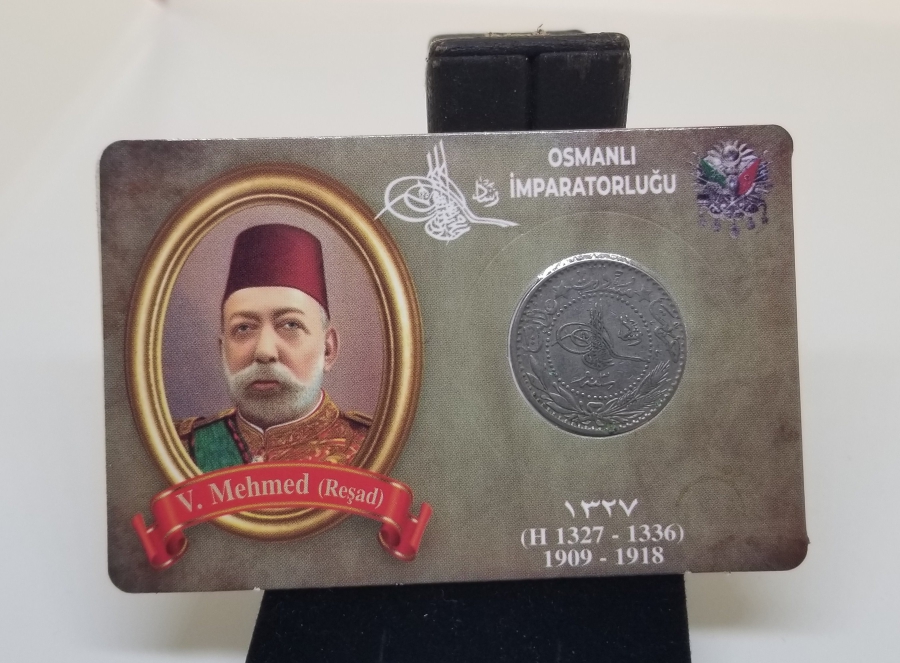 OSMANLI
İMPARATORLUĞU
V. Mehmed (Reşad)
١٣٢٧
(H 1327 - 1336)
1909 - 1918